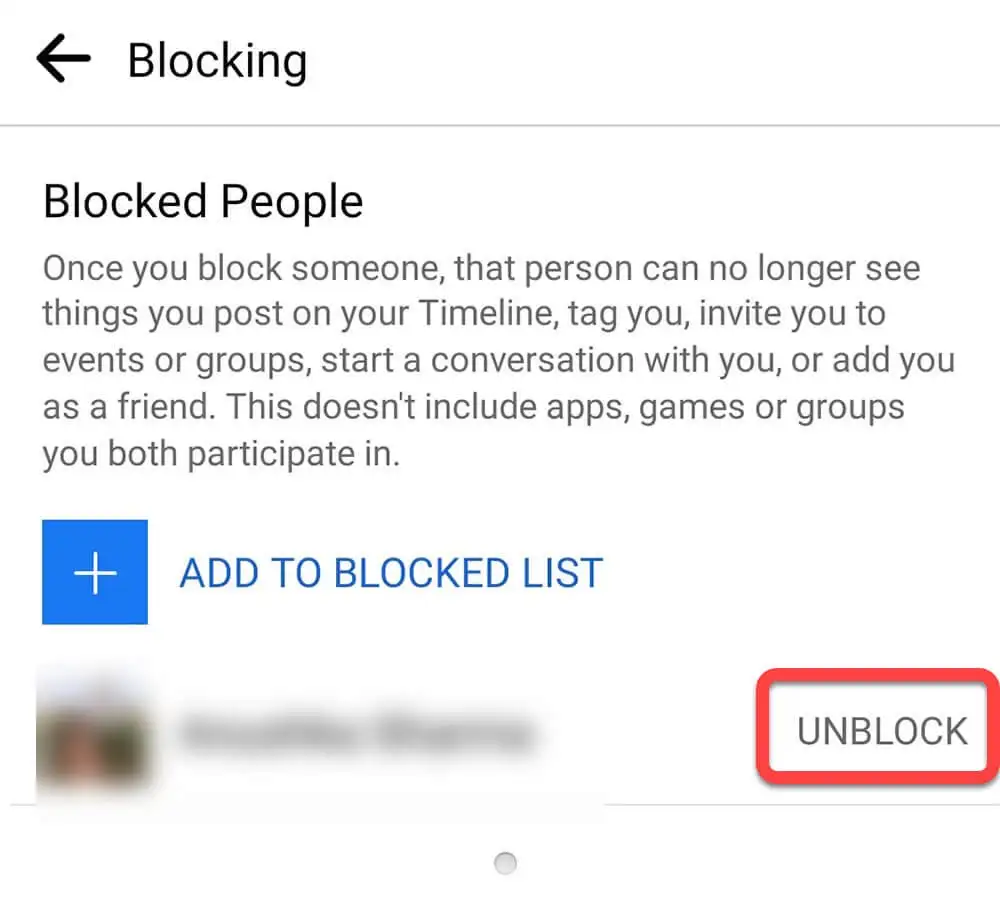 Blocking
Blocked People
Once you block someone, that person can no longer see
things you post on your Timeline, tag you, invite you to
events or groups, start a conversation with you, or add you
as a friend. This doesn't include apps, games or groups
you both participate in.
ADD TO BLOCKED LIST
UNBLOCK